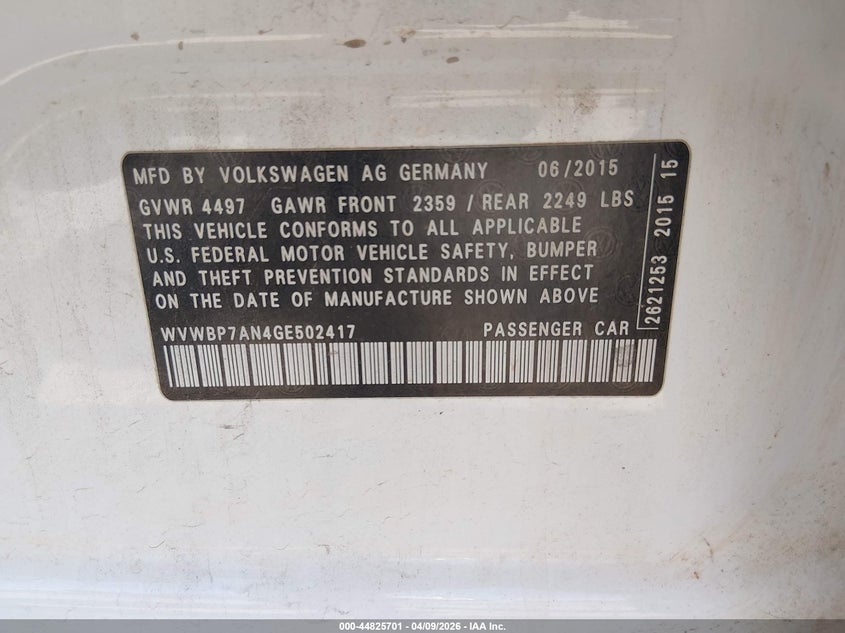 MFD BY VOLKSWAGEN AG GERMANY 06/2015
GVWR 4497 GAWR FRONT 2359 / REAR 2249 LBS
THIS VEHICLE CONFORMS TO ALL APPLICABLE
U.S. FEDERAL MOTOR VEHICLE SAFETY, BUMPER
AND THEFT PREVENTION STANDARDS IN EFFECT
ON THE DATE OF MANUFACTURE SHOWN ABOVE
WVWBP7AN4GE502417 PASSENGER CAR
2621253 2015 15
000-44825701 - 04/09/2026 - IAA Inc.